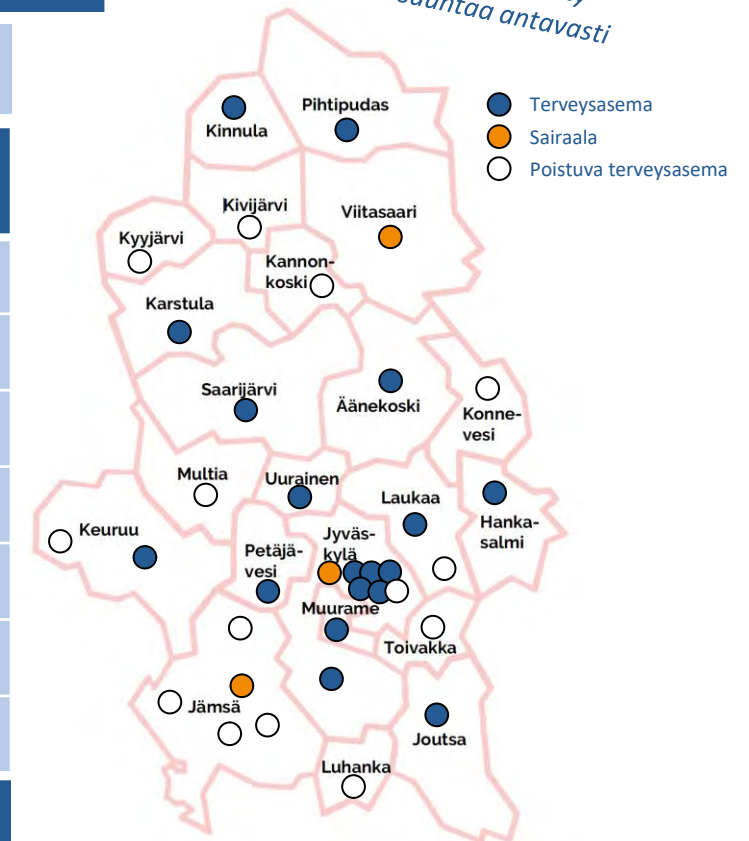 antavasti
Terveysasema
Sairaala
Poistuva terveysasema
Pihtipudas
Kinnula
Kivijärvi
Viitasaari
Kyyjärvi
Kannon-
koski
Karstula
Saarijärvi
Äänekoski
Konne-
vesi
Multia
Uurainen
Laukaa
Keuruu
Hanka-
salmi
Jyväs-
kylä
Petäjä-
vesi
Muurame
Toivakka
Jämsä
Joutsa
Luhanka